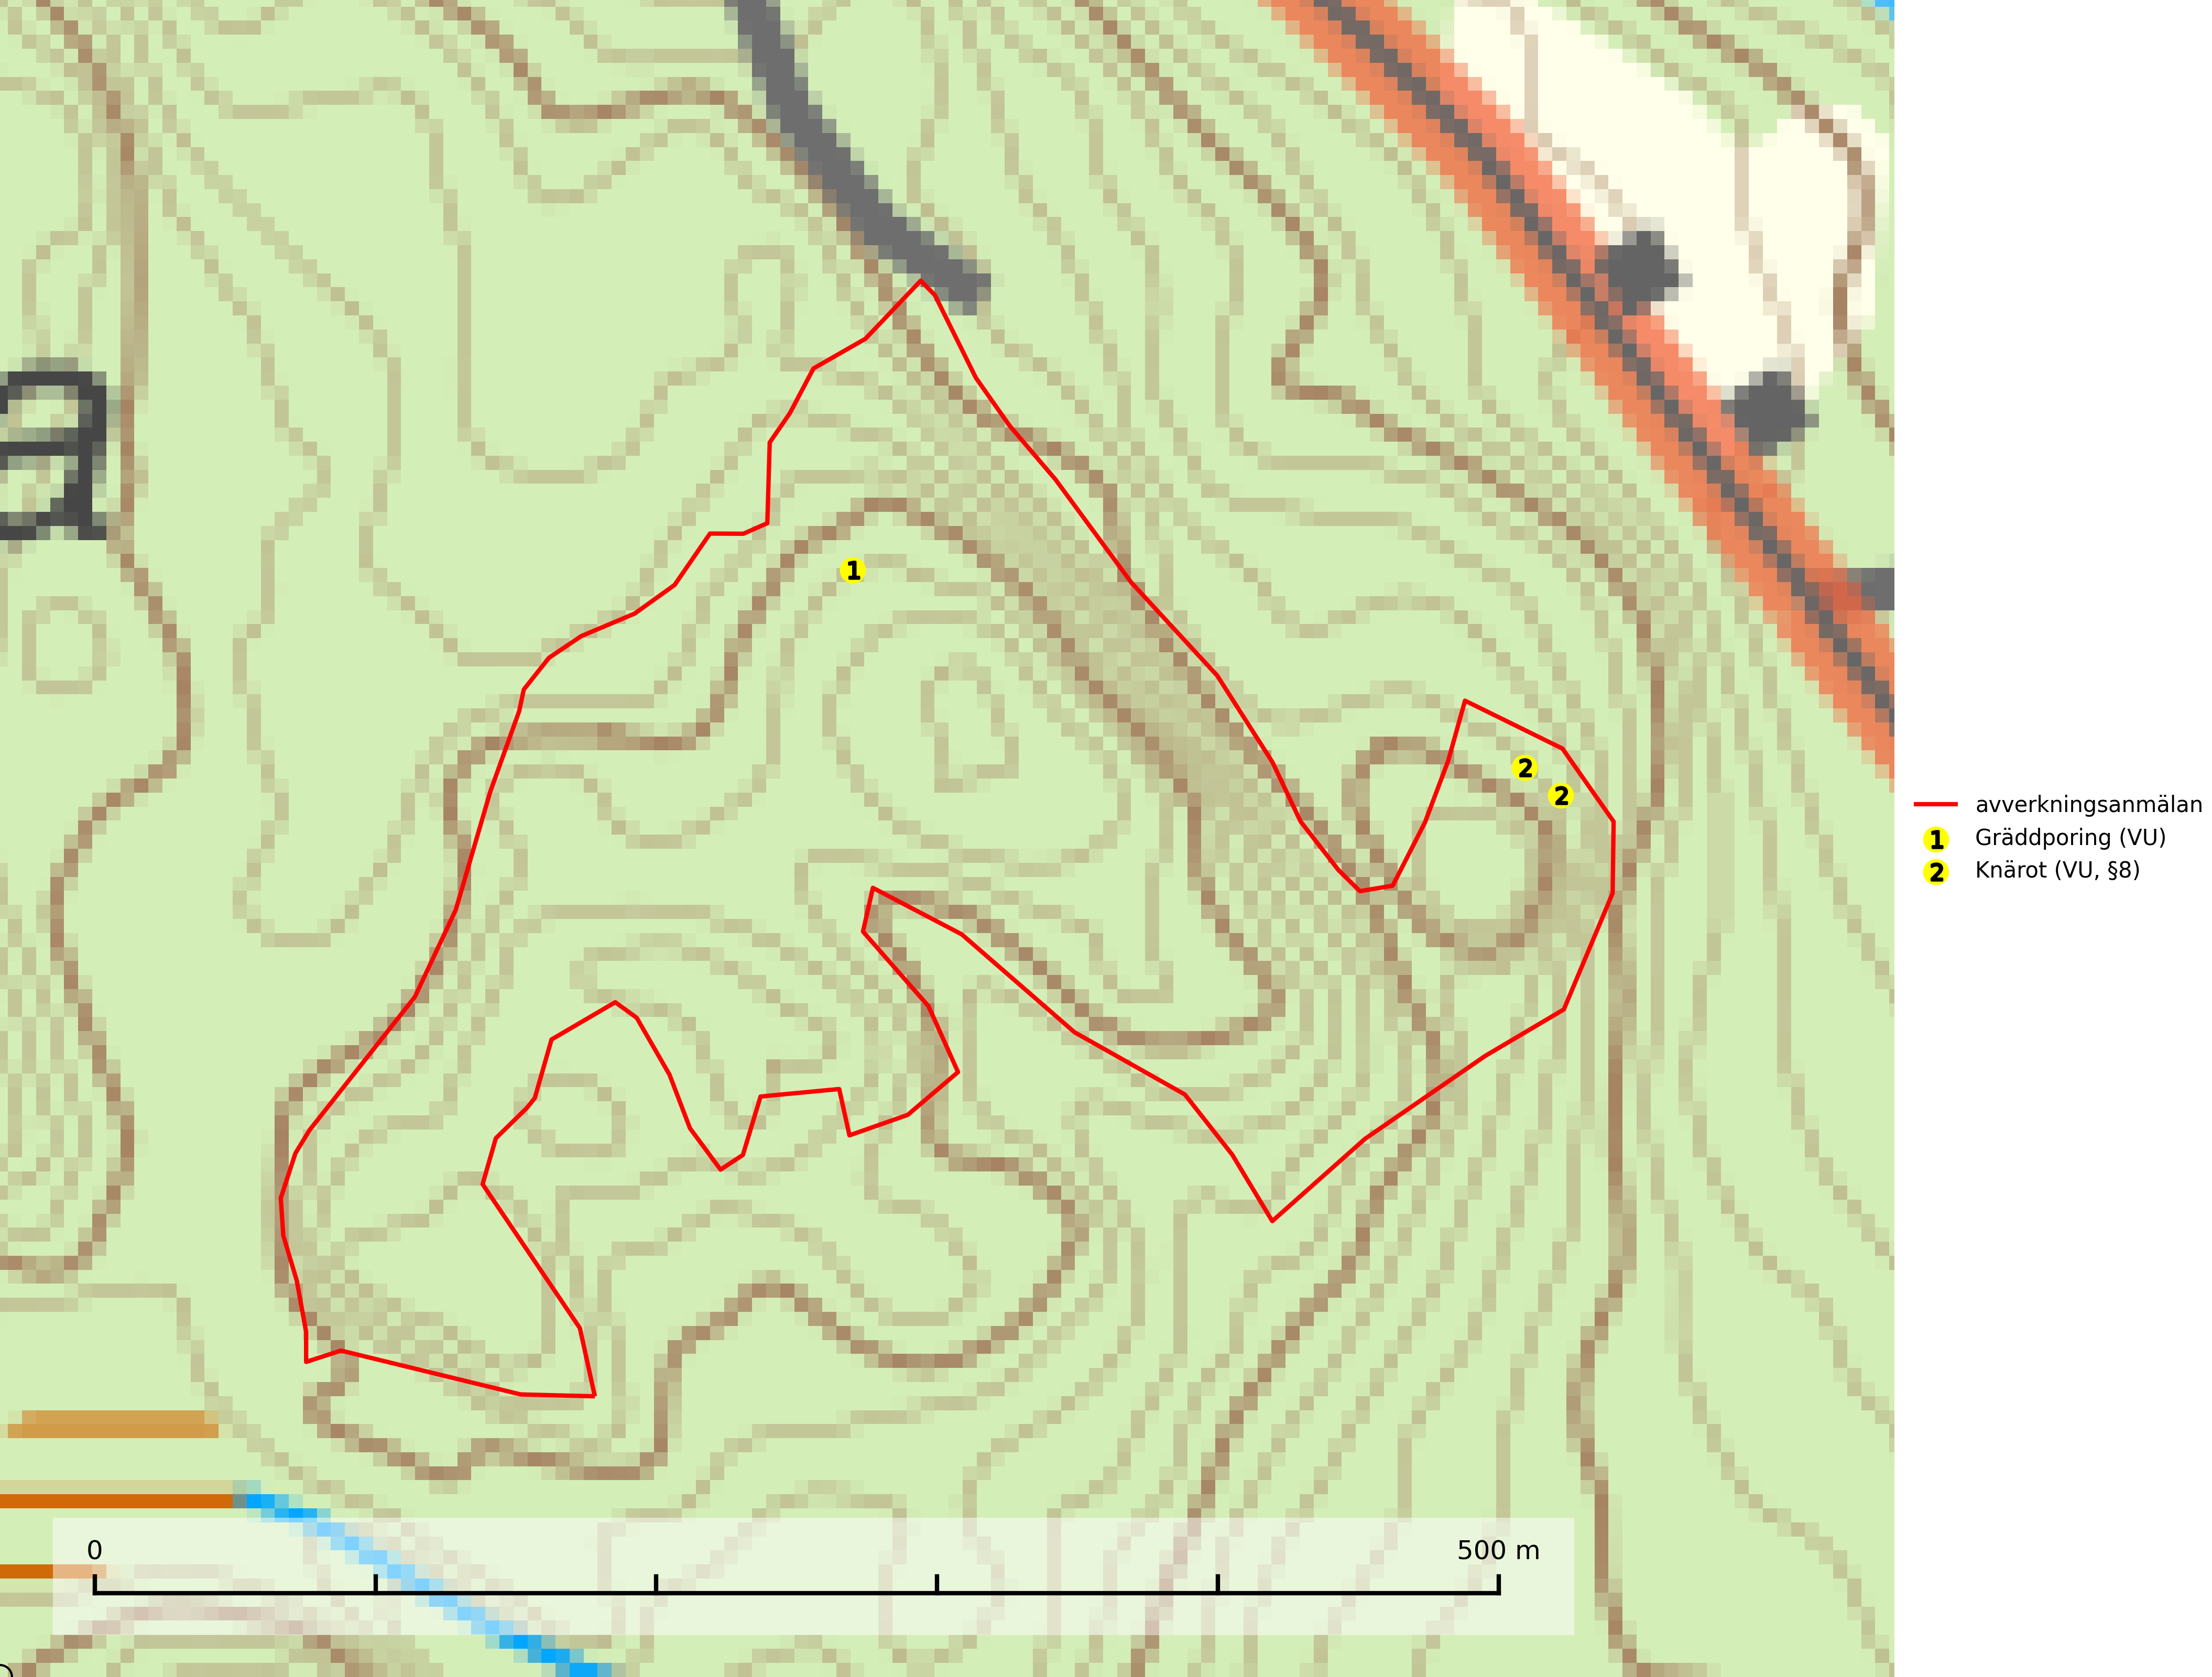 a
1
2
2
avverkningsanmälan
1 Gräddporing (VU)
2 Knärot (VU, §8)
0 500 m